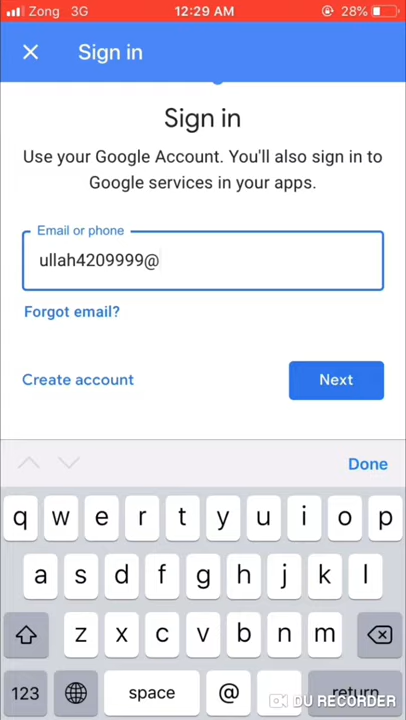 Zong 3G 12:29 AM 28%
Sign in
Sign in
Use your Google Account. You'll also sign in to
Google services in your apps.
Email or phone
ullah4209999@
Forgot email?
Create account Next
Done
q w e r t y u i o p
a s d f g h j k l
z x c v b n m
123 space @ return
DU RECORDER